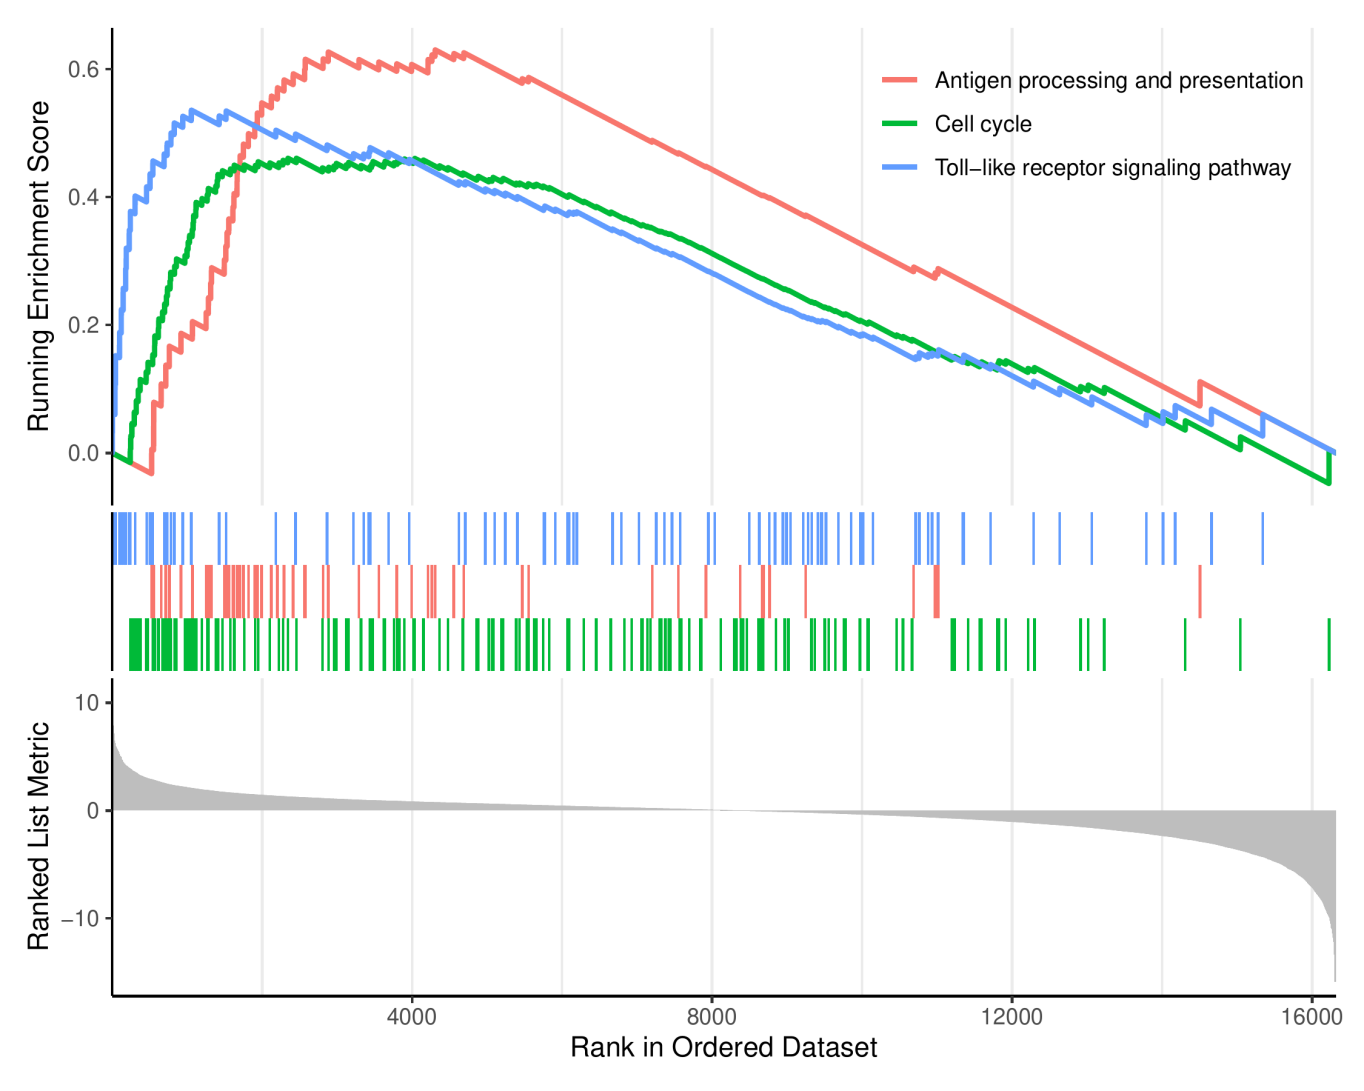 Running Enrichment Score
0.6
0.4
0.2
0.0
Antigen processing and presentation
Cell cycle
Toll−like receptor signaling pathway
Ranked List Metric
10
0
−10
4000
8000
12000
16000
Rank in Ordered Dataset